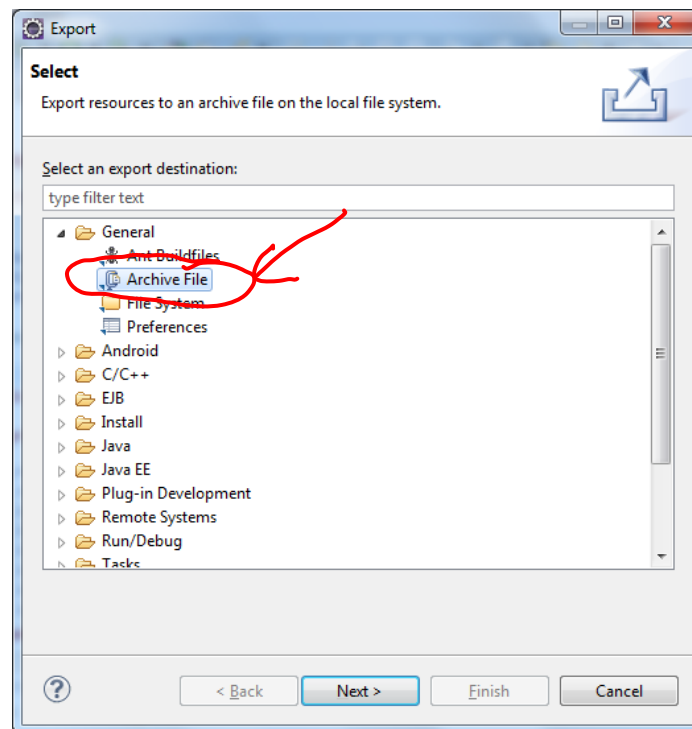 Export
Select
Export resources to an archive file on the local file system.
Select an export destination:
type filter text
General
Ant Buildfiles
Archive File
File System
Preferences
Android
C/C++
EJB
Install
Java
Java EE
Plug-in Development
Remote Systems
Run/Debug
Tasks
? < Back Next > Finish Cancel